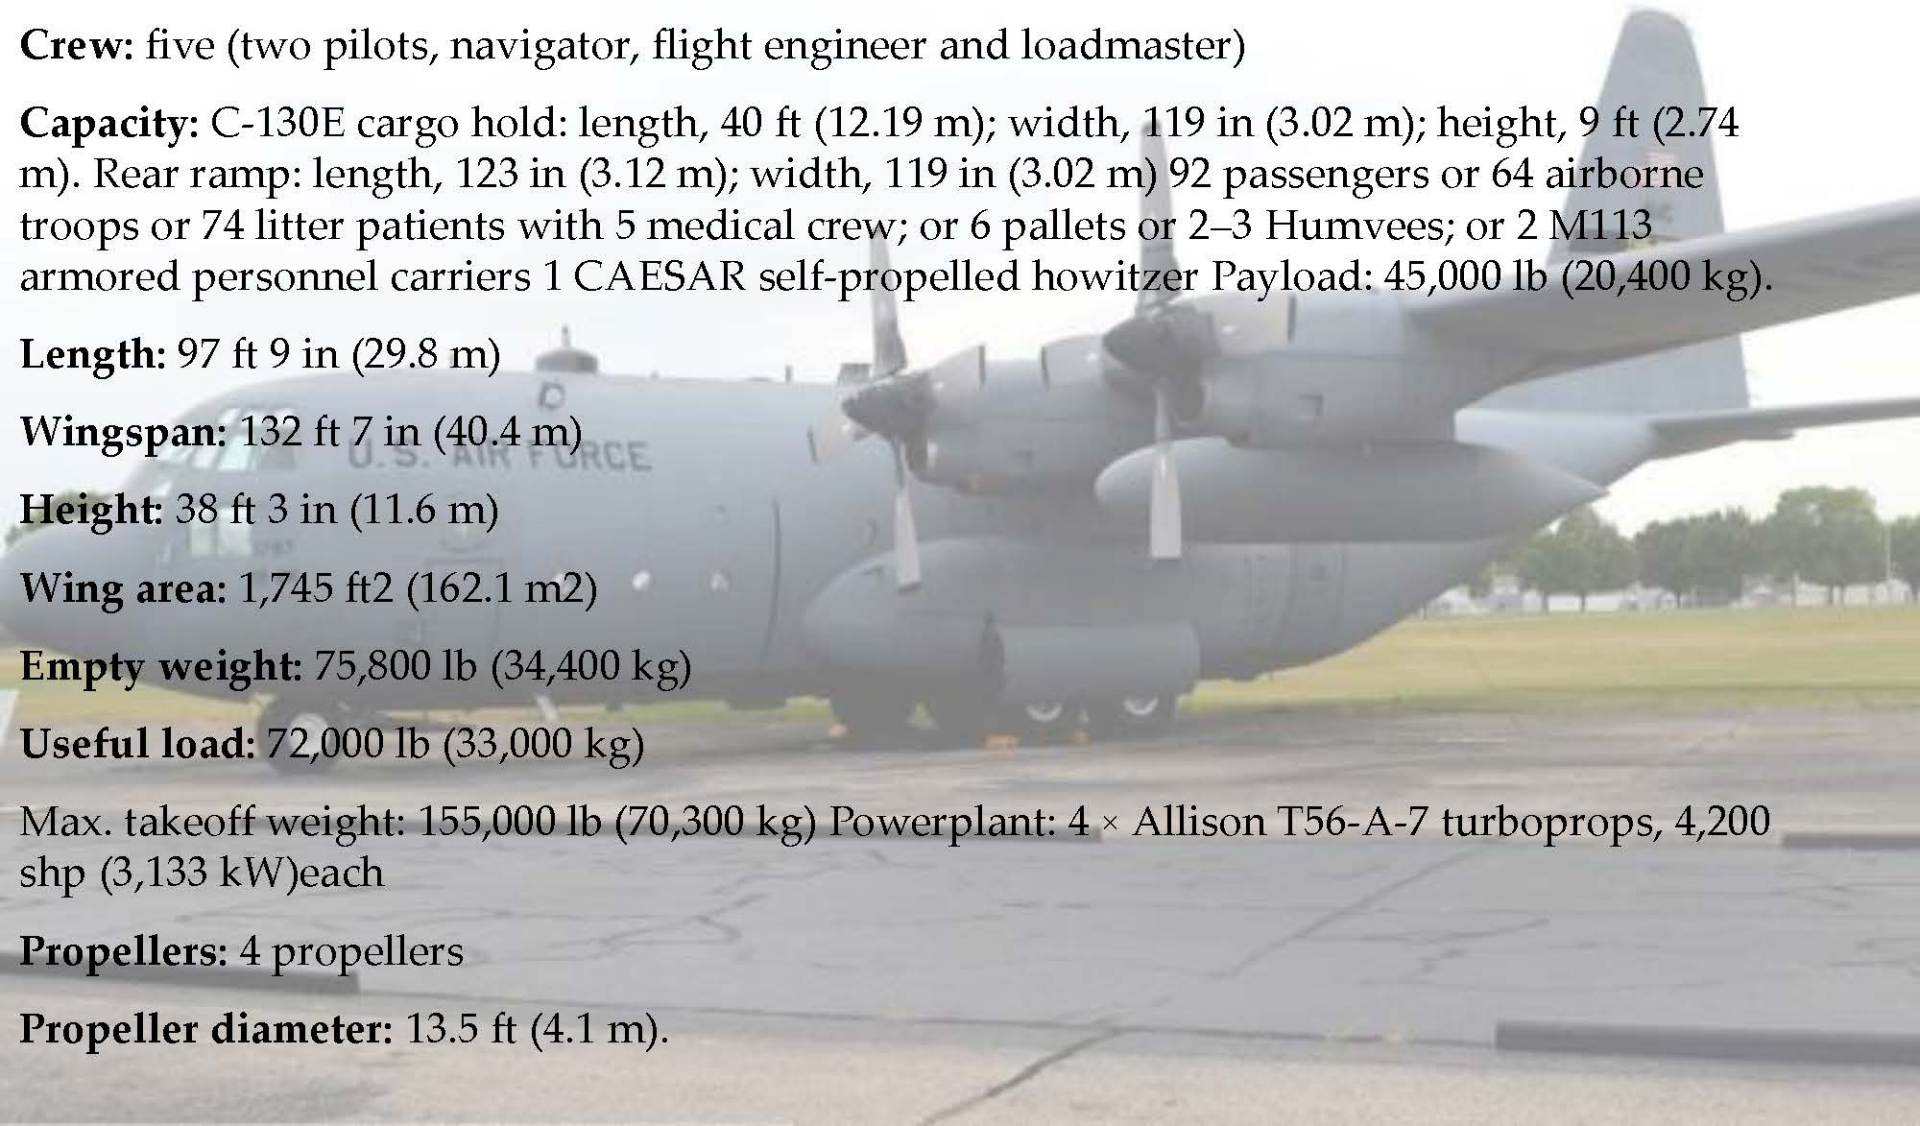 Crew: five (two pilots, navigator, flight engineer and loadmaster)
Capacity: C-130E cargo hold: length, 40 ft (12.19 m); width, 119 in (3.02 m); height, 9 ft (2.74
m). Rear ramp: length, 123 in (3.12 m); width, 119 in (3.02 m) 92 passengers or 64 airborne
troops or 74 litter patients with 5 medical crew; or 6 pallets or 2–3 Humvees; or 2 M113
armored personnel carriers 1 CAESAR self-propelled howitzer Payload: 45,000 lb (20,400 kg).
Length: 97 ft 9 in (29.8 m)
Wingspan: 132 ft 7 in (40.4 m)
U.S. AIR FORCE
Height: 38 ft 3 in (11.6 m)
Wing area: 1,745 ft2 (162.1 m2)
Empty weight: 75,800 lb (34,400 kg)
Useful load: 72,000 lb (33,000 kg)
Max. takeoff weight: 155,000 lb (70,300 kg) Powerplant: 4 × Allison T56-A-7 turboprops, 4,200
shp (3,133 kW)each
Propellers: 4 propellers
Propeller diameter: 13.5 ft (4.1 m).